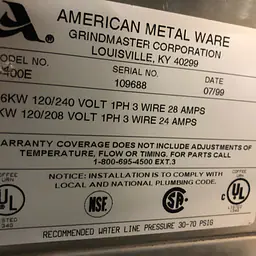 AMERICAN METAL WARE
GRINDMASTER CORPORATION
LOUISVILLE, KY 40299
SERIAL NO. DATE
400E 109688 07/99
6KW 120/240 VOLT 1PH 3 WIRE 28 AMPS
KW 120/208 VOLT 1PH 3 WIRE 24 AMPS
WARRANTY COVERAGE DOES NOT INCLUDE ADJUSTMENTS OF
TEMPERATURE, FLOW OR TIMING. FOR PARTS CALL
1-800-695-4500 EXT.3
NOTICE: INSTALLATION IS TO COMPLY WITH
LOCAL AND NATIONAL PLUMBING CODE.
UL NSF. SA UL
RECOMMENDED WATER LINE PRESSURE 30-70 PSIG